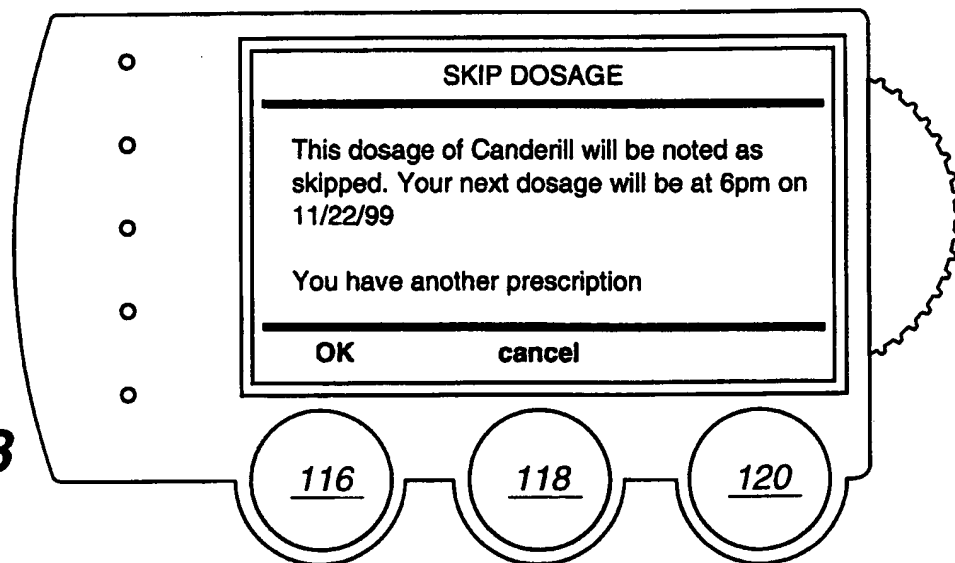 SKIP DOSAGE
This dosage of Canderill will be noted as
skipped. Your next dosage will be at 6pm on
11/22/99
You have another prescription
OK cancel
116 118 120